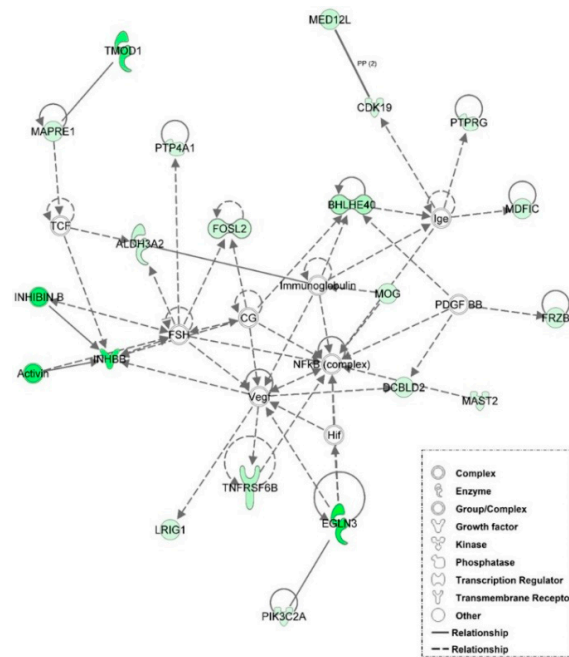 MED12L
TMOD1
PP (2)
CDK19
PTPRG
MAPRE1
PTP4A1
BHLHE40
Ige
MDFIC
TCF
ALDH3A2
FOSL2
Immunoglobulin
MOG
PDGF BB
INHIBIN B
CG
FRZB
FSH
INHBB
NFkB (complex)
Activin
DCBLD2
MAST2
Vegf
Hif
TNFRSF6B
LRIG1
EGLN3
PIK3C2A
Complex
Enzyme
Group/Complex
Growth factor
Kinase
Phosphatase
Transcription Regulator
Transmembrane Recepto
Other
Relationship
Relationship